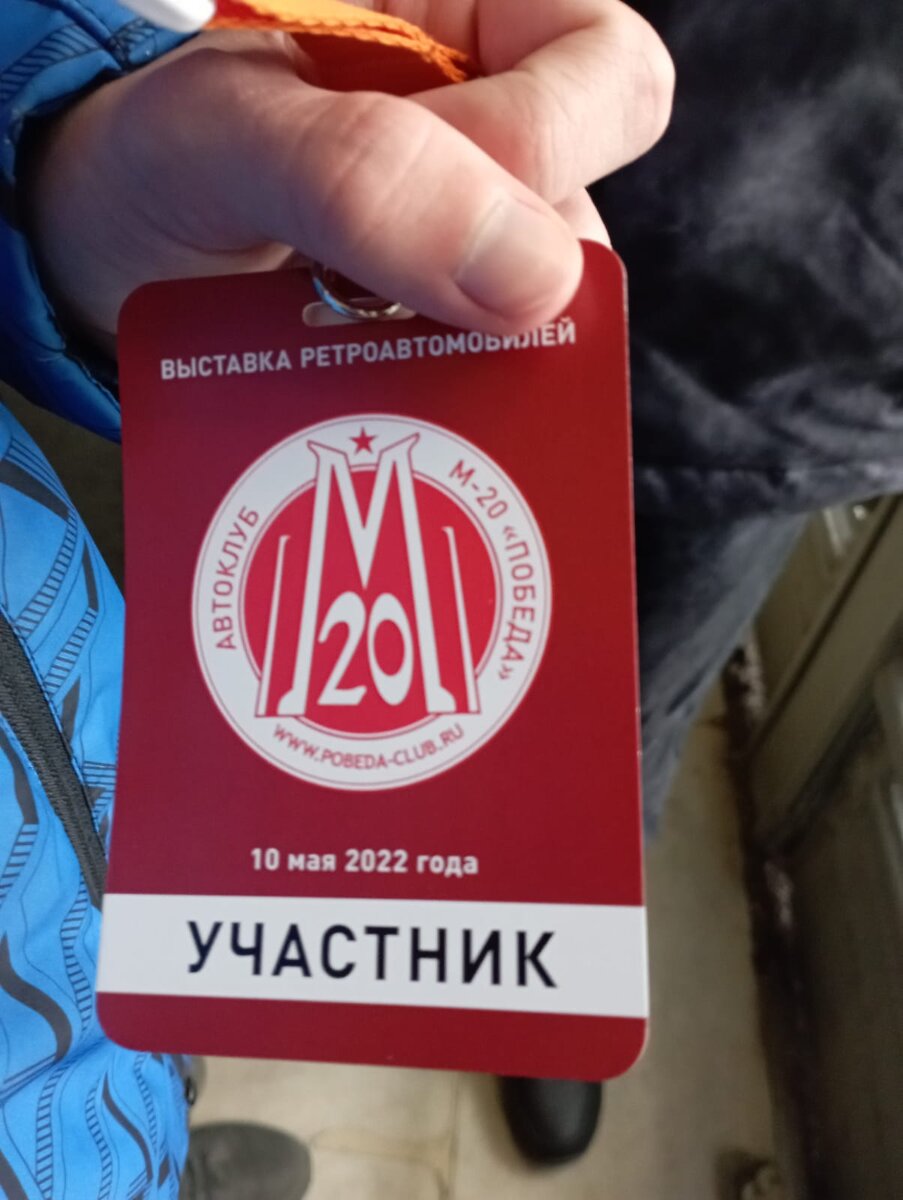 ВЫСТАВКА РЕТРОАВТОМОБИЛЕЙ
АВТОКЛУБ
М-20 «ПОБЕДА»
М
20
WWW.POBEDA-CLUB.RU
10 мая 2022 года
УЧАСТНИК